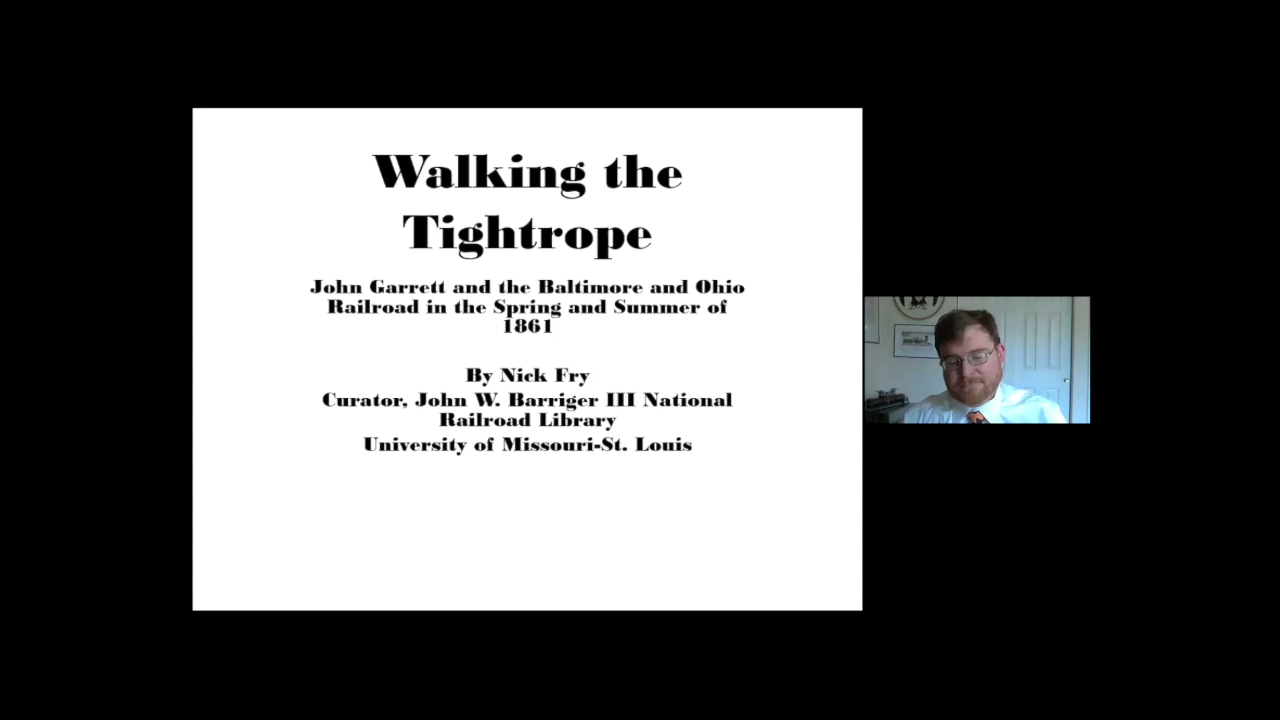 Walking the
Tightrope
John Garrett and the Baltimore and Ohio
Railroad in the Spring and Summer of
1861
By Nick Fry
Curator, John W. Barriger III National
Railroad Library
University of Missouri-St. Louis